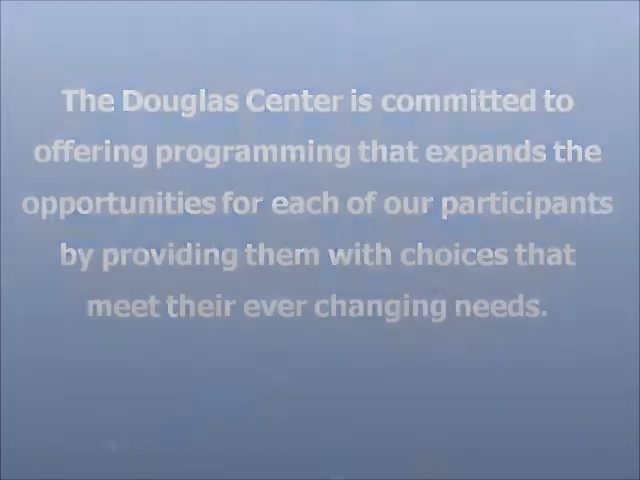 The Douglas Center is committed to
offering programming that expands the
opportunities for each of our participants
by providing them with choices that
meet their ever changing needs.